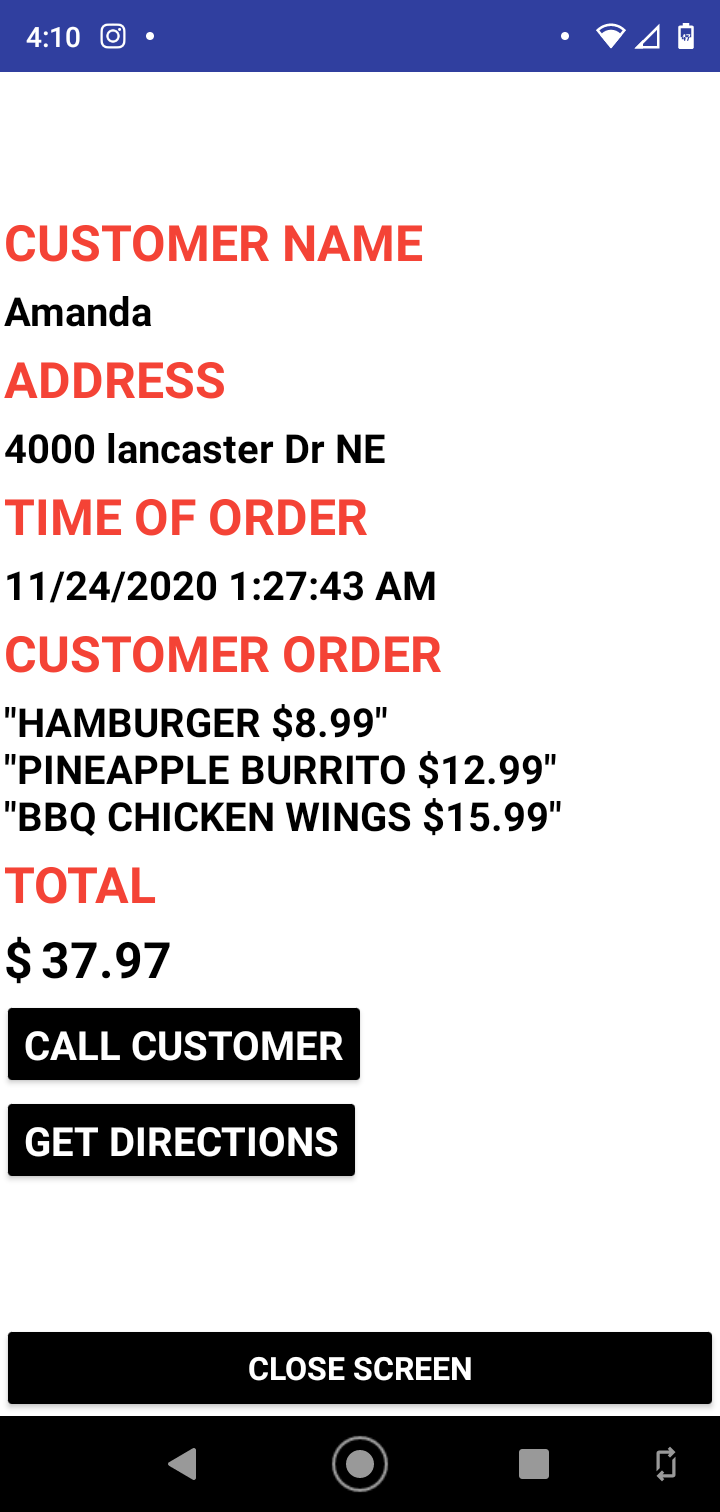 4:10
CUSTOMER NAME
Amanda
ADDRESS
4000 lancaster Dr NE
TIME OF ORDER
11/24/2020 1:27:43 AM
CUSTOMER ORDER
"HAMBURGER $8.99"
"PINEAPPLE BURRITO $12.99"
"BBQ CHICKEN WINGS $15.99"
TOTAL
$ 37.97
CALL CUSTOMER
GET DIRECTIONS
CLOSE SCREEN